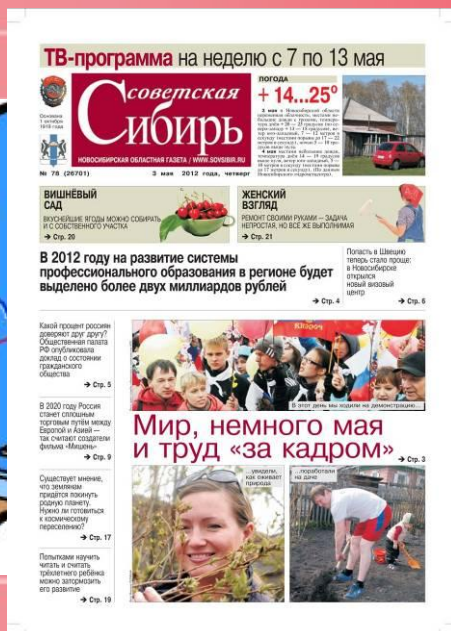 ТВ-программа на неделю с 7 по 13 мая
Основана
1 октября
1919 года
советская
Сибирь
НОВОСИБИРСКАЯ ОБЛАСТНАЯ ГАЗЕТА / WWW.SOVSIBIR.RU
№ 78 (26701)
3 мая 2012 года, четверг
ПОГОДА
+ 14...25°
ВИШНЁВЫЙ
САД
ВКУСНЕЙШИЕ ЯГОДЫ МОЖНО СОБИРАТЬ
И С СОБСТВЕННОГО УЧАСТКА
→ Стр. 20
ЖЕНСКИЙ
ВЗГЛЯД
РЕМОНТ СВОИМИ РУКАМИ — ЗАДАЧА
НЕПРОСТАЯ, НО ВСЁ ЖЕ ВЫПОЛНИМАЯ
→ Стр. 21
В 2012 году на развитие системы
профессионального образования в регионе будет
выделено более двух миллиардов рублей
→ Стр. 4
Попасть в Швецию
теперь стало проще:
в Новосибирске
открылся
новый визовый
центр
→ Стр. 6
Какой процент россиян
доверяют друг другу?
Общественная палата
РФ опубликовала
доклад о состоянии
гражданского
общества
→ Стр. 5
В 2020 году Россия
станет сплошным
торговым путём между
Европой и Азией —
так считают создатели
фильма «Мишень»
→ Стр. 9
Существует мнение,
что землянам
придётся покинуть
родную планету.
Нужно ли готовиться
к космическому
переселению?
→ Стр. 17
Попытками научить
читать и считать
трёхлетнего ребёнка
можно затормозить
его развитие
→ Стр. 19
В этот день мы ходили на демонстрацию...
Мир, немного мая
и труд «за кадром»
→ Стр. 3
...увидели,
как оживает
природа
...поработали
на даче